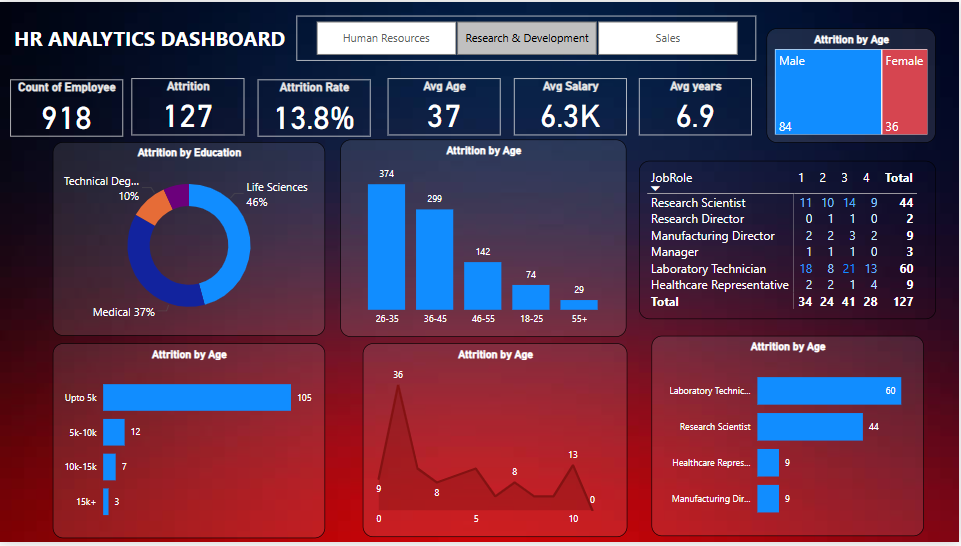 HR ANALYTICS DASHBOARD
Human Resources
Research & Development
Sales
Count of Employee
918
Attrition
127
Attrition Rate
13.8%
Avg Age
37
Avg Salary
6.3K
Avg years
6.9
Attrition by Age
Male
Female
84
36
Attrition by Education
Technical Deg...
10%
Life Sciences
46%
Medical 37%
Attrition by Age
374
299
142
74
29
26-35 36-45 46-55 18-25 55+
JobRole 1 2 3 4 Total
Research Scientist 11 10 14 9 44
Research Director 0 1 1 0 2
Manufacturing Director 2 2 3 2 9
Manager 1 1 1 0 3
Laboratory Technician 18 8 21 13 60
Healthcare Representative 2 2 1 4 9
Total 34 24 41 28 127
Attrition by Age
Upto 5k 105
5k-10k 12
10k-15k 7
15k+ 3
Attrition by Age
36
9
8
8
13
0
0 5 10
Attrition by Age
Laboratory Technic... 60
Research Scientist 44
Healthcare Repres... 9
Manufacturing Dir... 9